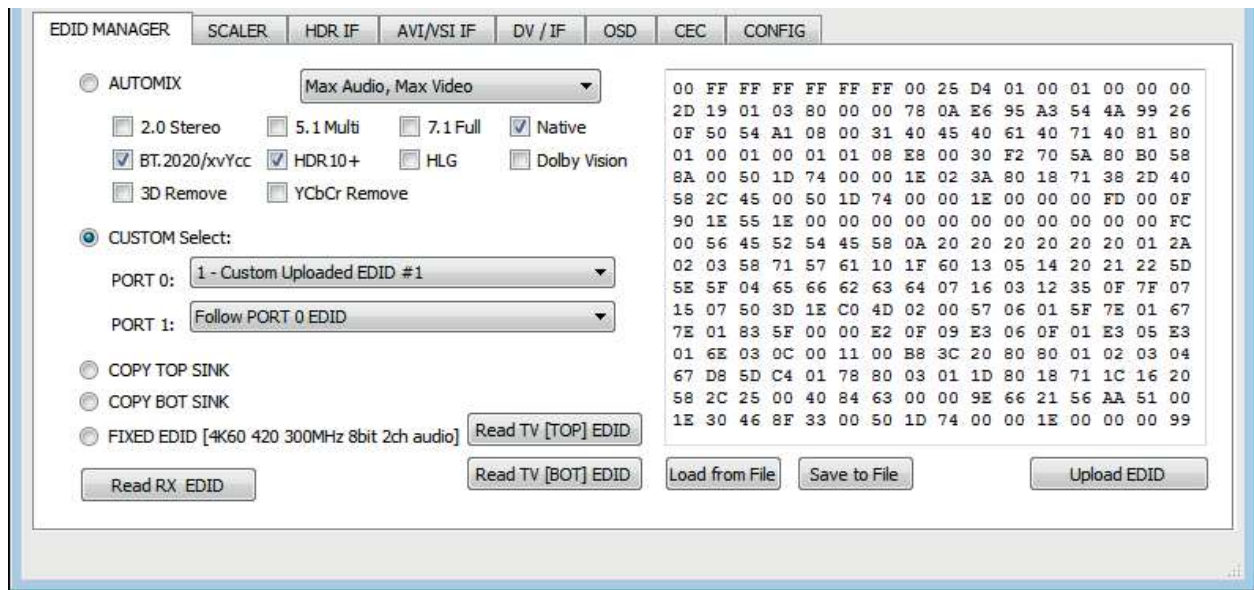 EDID MANAGER SCALER HDR IF AVI/VSI IF DV / IF OSD CEC CONFIG
AUTOMIX Max Audio, Max Video
2.0 Stereo 5.1 Multi 7.1 Full Native
BT.2020/xvYcc HDR10+ HLG Dolby Vision
3D Remove YCbCr Remove
CUSTOM Select:
PORT 0: 1 - Custom Uploaded EDID #1
PORT 1: Follow PORT 0 EDID
COPY TOP SINK
COPY BOT SINK
FIXED EDID [4K60 420 300MHz 8bit 2ch audio] Read TV [TOP] EDID
Read RX EDID Read TV [BOT] EDID
00 FF FF FF FF FF FF 00 25 D4 01 00 01 00 00 00
2D 19 01 03 80 00 00 78 0A E6 95 A3 54 4A 99 26
0F 50 54 A1 08 00 31 40 45 40 61 40 71 40 81 80
01 00 01 00 01 01 08 E8 00 30 F2 70 5A 80 B0 58
8A 00 50 1D 74 00 00 1E 02 3A 80 18 71 38 2D 40
58 2C 45 00 50 1D 74 00 00 1E 00 00 00 FD 00 0F
90 1E 55 1E 00 00 00 00 00 00 00 00 00 00 00 FC
00 56 45 52 54 45 58 0A 20 20 20 20 20 20 01 2A
02 03 58 71 57 61 10 1F 60 13 05 14 20 21 22 5D
5E 5F 04 65 66 62 63 64 07 16 03 12 35 0F 7F 07
15 07 50 3D 1E C0 4D 02 00 57 06 01 5F 7E 01 67
7E 01 83 5F 00 00 E2 0F 09 E3 06 0F 01 E3 05 E3
01 6E 03 0C 00 11 00 B8 3C 20 80 80 01 02 03 04
67 D8 5D C4 01 78 80 03 01 1D 80 18 71 1C 16 20
58 2C 25 00 40 84 63 00 00 9E 66 21 56 AA 51 00
1E 30 46 8F 33 00 50 1D 74 00 00 1E 00 00 00 99
Load from File Save to File Upload EDID